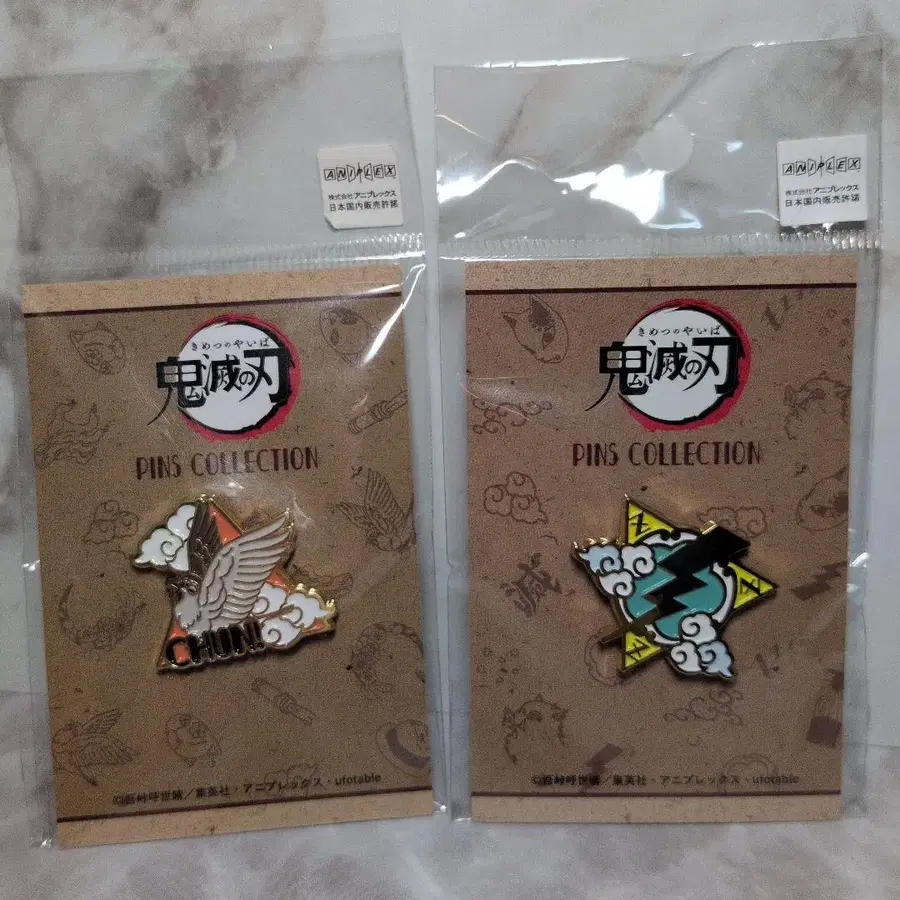 ANIPLEX
株式会社アニプレックス
日本国内販売許諾
きめつのやいば
鬼滅の刃
PINS COLLECTION
CHUN!
©吾峠呼世晴／集英社・アニプレックス・ufotable
ANIPLEX
株式会社アニプレックス
日本国内販売許諾
きめつのやいば
鬼滅の刃
PINS COLLECTION
滅
©吾峠呼世晴／集英社・アニプレックス・ufotable